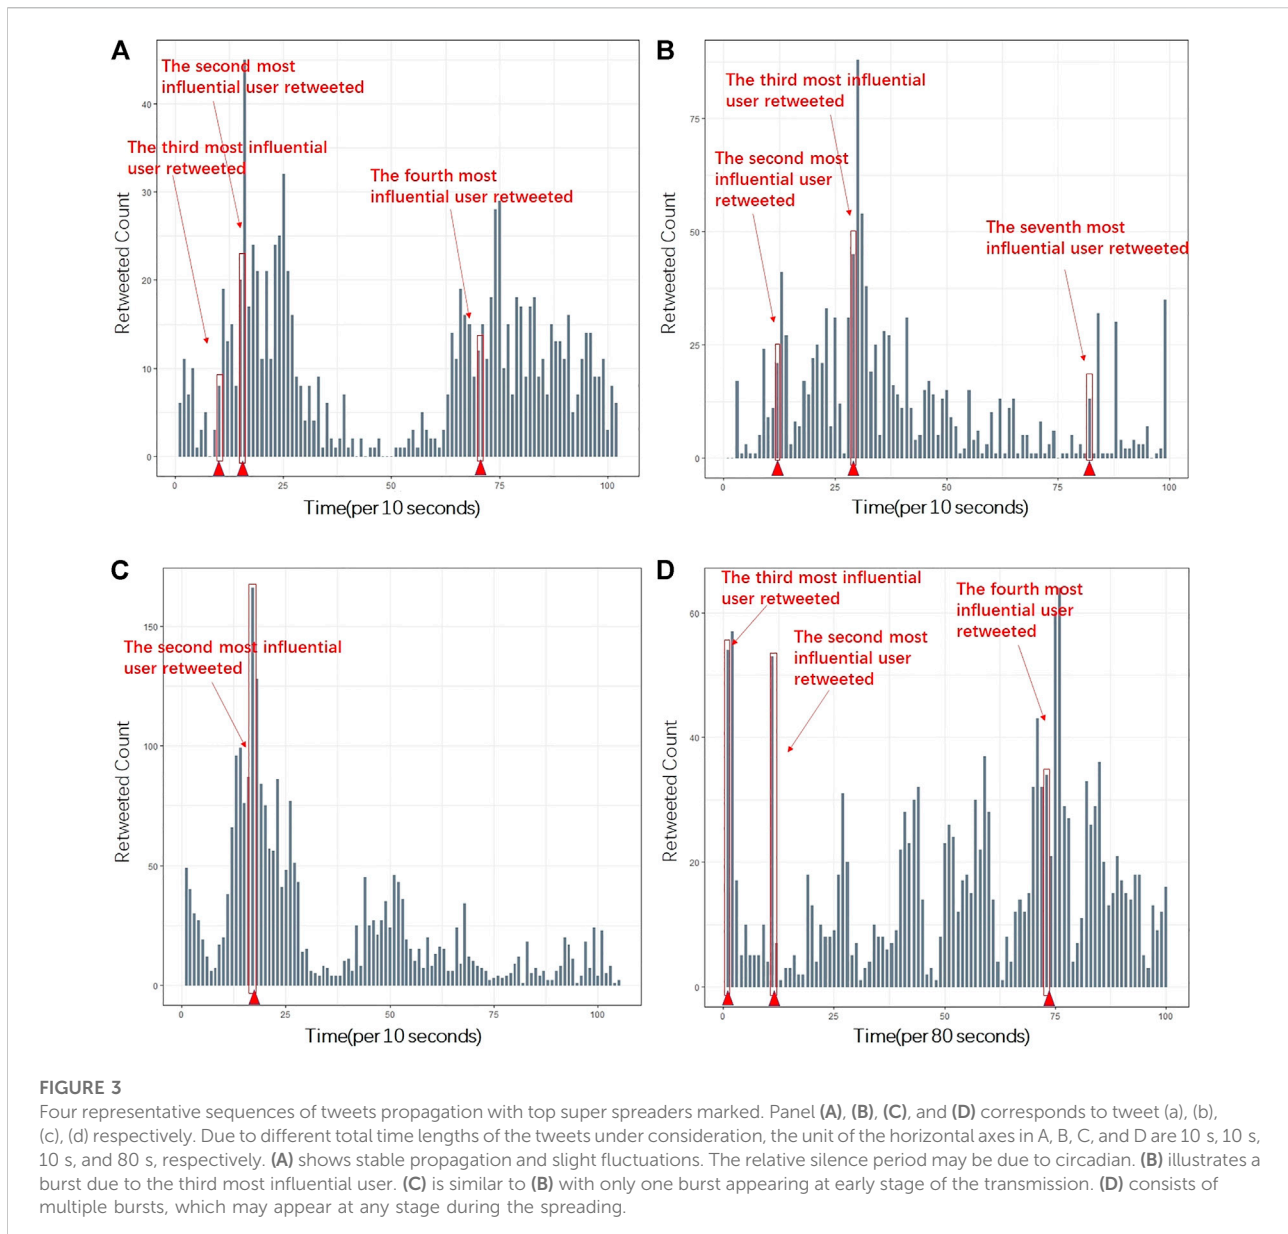 A
The second most
influential user retweeted
The third most influential
user retweeted
The fourth most
influential user retweeted
Retweeted Count
40
30
20
10
0
0 25 50 75 100
Time(per 10 seconds)
B
The third most influential
user retweeted
The second most
influential user
retweeted
The seventh most
influential user retweeted
Retweeted Count
75
50
25
0
0 25 50 75 100
Time(per 10 seconds)
C
The second most influential
user retweeted
Retweeted Count
150
100
50
0
0 25 50 75 100
Time(per 10 seconds)
D
The third most influential
user retweeted
The second most
influential user
retweeted
The fourth most
influential user
retweeted
Retweeted Count
60
40
20
0
0 25 50 75 100
Time(per 80 seconds)
FIGURE 3
Four representative sequences of tweets propagation with top super spreaders marked. Panel (A), (B), (C), and (D) corresponds to tweet (a), (b),
(c), (d) respectively. Due to different total time lengths of the tweets under consideration, the unit of the horizontal axes in A, B, C, and D are 10 s, 10 s,
10 s, and 80 s, respectively. (A) shows stable propagation and slight fluctuations. The relative silence period may be due to circadian. (B) illustrates a
burst due to the third most influential user. (C) is similar to (B) with only one burst appearing at early stage of the transmission. (D) consists of
multiple bursts, which may appear at any stage during the spreading.